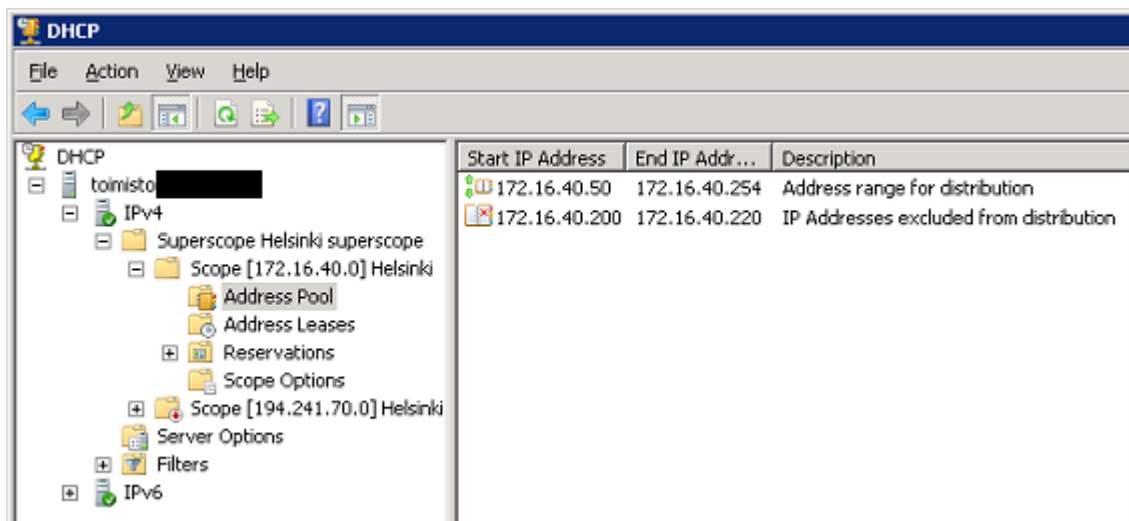 DHCP
File Action View Help
DHCP
toimisto
IPv4
Superscope Helsinki superscope
Scope [172.16.40.0] Helsinki
Address Pool
Address Leases
Reservations
Scope Options
Scope [194.241.70.0] Helsinki
Server Options
Filters
IPv6
Start IP Address End IP Addr... Description
172.16.40.50 172.16.40.254 Address range for distribution
172.16.40.200 172.16.40.220 IP Addresses excluded from distribution